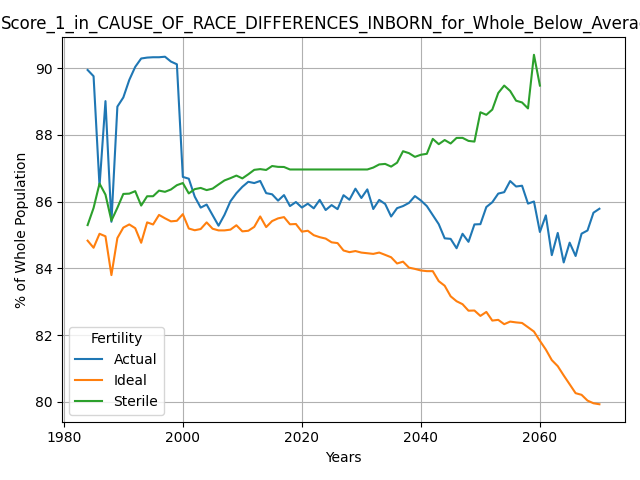 Score_1_in_CAUSE_OF_RACE_DIFFERENCES_INBORN_for_Whole_Below_Avera
% of Whole Population
90
88
86
84
82
80
Fertility
Actual
Ideal
Sterile
1980 2000 2020 2040 2060
Years